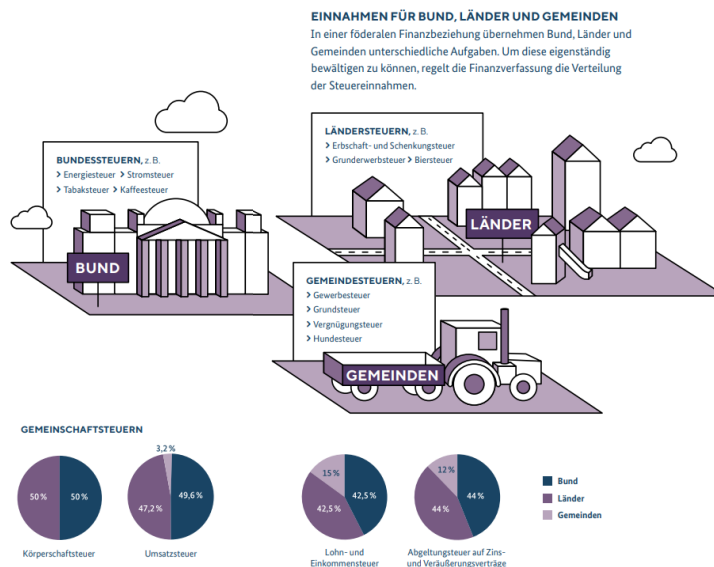 EINNAHMEN FÜR BUND, LÄNDER UND GEMEINDEN
In einer föderalen Finanzbeziehung übernehmen Bund, Länder und
Gemeinden unterschiedliche Aufgaben. Um diese eigenständig
bewältigen zu können, regelt die Finanzverfassung die Verteilung
der Steuereinnahmen.
BUNDESSTEUERN, z. B.
> Energiesteuer > Stromsteuer
> Tabaksteuer > Kaffeesteuer
BUND
LÄNDERSTEUERN, z. B.
> Erbschaft- und Schenkungsteuer
> Grunderwerbsteuer > Biersteuer
LÄNDER
GEMEINDESTEUERN, z. B.
> Gewerbesteuer
> Grundsteuer
> Vergnügungsteuer
> Hundesteuer
GEMEINDEN
GEMEINSCHAFTSTEUERN
50 % 50 %
Körperschaftsteuer
3,2 %
49,6 %
47,2 %
Umsatzsteuer
15 %
42,5 %
42,5 %
Lohn- und
Einkommensteuer
12 %
44 %
44 %
Abgeltungsteuer auf Zins-
und Veräußerungsverträge
Bund
Länder
Gemeinden